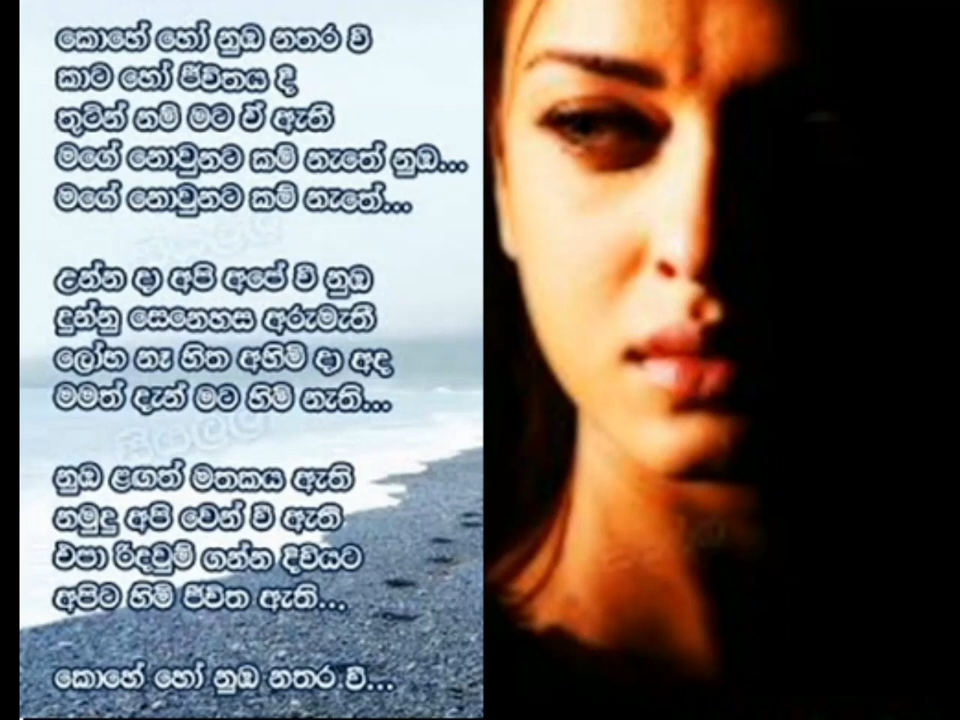 කොහේ හෝ නුඹ නතර වී
කාට හෝ ජීවිතය දී
තුටින් නම් මට ඒ ඇතී
මගේ නොවුනට කම් නැතේ නුඹ...
මගේ නොවුනට කම් නැතේ...
උන්න දා අපි අපේ වී නුඹ
දුන්නු සෙනෙහස අරුමැතී
ලෝභ නෑ හිත අහිමි දා අද
මමත් දැන් මට හිමි නැති...
නුඹ ළඟත් මතකය ඇති
නමුදු අපි වෙන් වී ඇතී
එපා රිදවුම් ගන්න දිවියට
අපිට හිමි ජීවිත ඇති...
කොහේ හෝ නුඹ නතර වී...